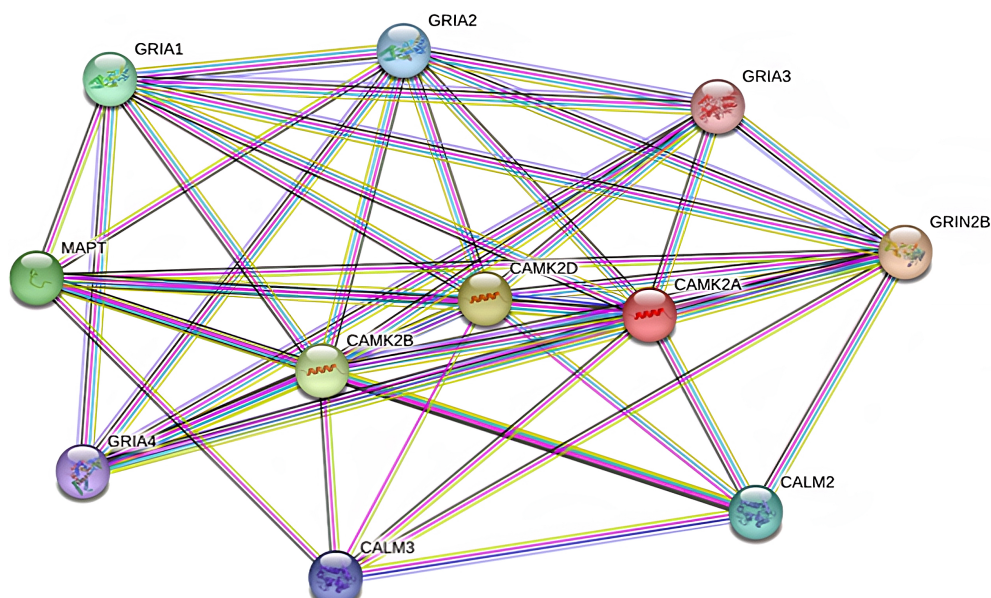 GRIA2
GRIA1
GRIA3
GRIN2B
MAPT
CAMK2D
CAMK2A
CAMK2B
GRIA4
CALM2
CALM3